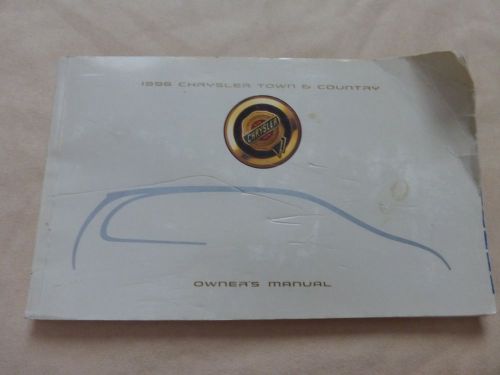 1996 CHRYSLER TOWN & COUNTRY
CHRYSLER
OWNER'S MANUAL